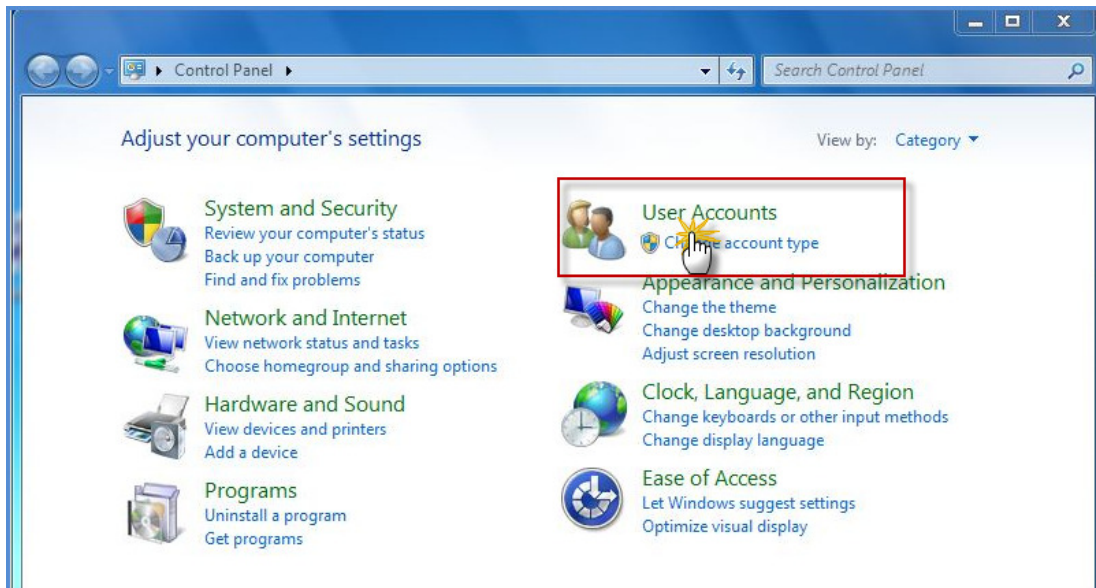 Control Panel
Search Control Panel
Adjust your computer's settings
View by: Category
System and Security
Review your computer's status
Back up your computer
Find and fix problems
Network and Internet
View network status and tasks
Choose homegroup and sharing options
Hardware and Sound
View devices and printers
Add a device
Programs
Uninstall a program
Get programs
User Accounts
Change account type
Appearance and Personalization
Change the theme
Change desktop background
Adjust screen resolution
Clock, Language, and Region
Change keyboards or other input methods
Change display language
Ease of Access
Let Windows suggest settings
Optimize visual display